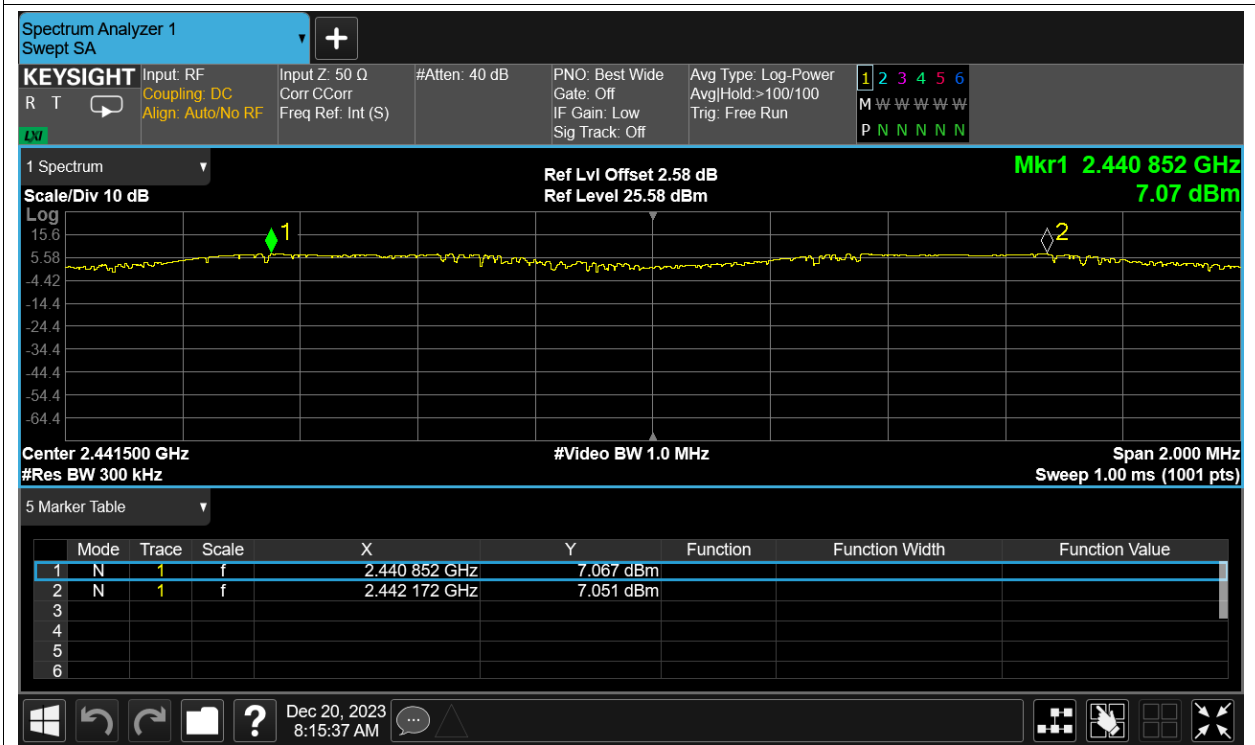 Spectrum Analyzer 1
Swept SA
+
KEYSIGHT Input: RF Input Z: 50 Ω #Atten: 40 dB PNO: Best Wide Avg Type: Log-Power 1 2 3 4 5 6
R T Coupling: DC Corr CCorr Gate: Off Avg|Hold:>100/100 M W W W W W
Align: Auto/No RF Freq Ref: Int (S) IF Gain: Low Trig: Free Run
LXI Sig Track: Off P N N N N N
1 Spectrum Ref Lvl Offset 2.58 dB Mkr1 2.440 852 GHz
Scale/Div 10 dB Ref Level 25.58 dBm 7.07 dBm
Log
15.6
1 2
5.58
-4.42
-14.4
-24.4
-34.4
-44.4
-54.4
-64.4
Center 2.441500 GHz #Video BW 1.0 MHz Span 2.000 MHz
#Res BW 300 kHz Sweep 1.00 ms (1001 pts)
5 Marker Table
Mode Trace Scale X Y Function Function Width Function Value
1 N 1 f 2.440 852 GHz 7.067 dBm
2 N 1 f 2.442 172 GHz 7.051 dBm
3
4
5
6
? Dec 20, 2023
8:15:37 AM